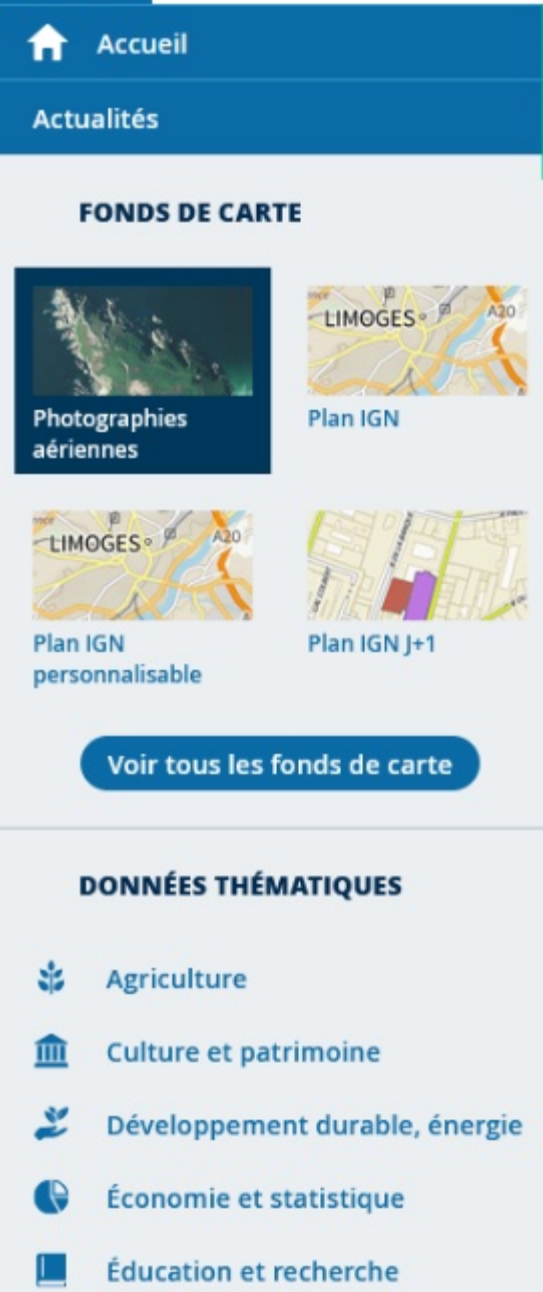 Accueil
Actualités
FONDS DE CARTE
LIMOGES
A20
Photographies
aériennes
Plan IGN
LIMOGES
A20
Plan IGN
personnalisable
Plan IGN J+1
Voir tous les fonds de carte
DONNÉES THÉMATIQUES
Agriculture
Culture et patrimoine
Développement durable, énergie
Économie et statistique
Éducation et recherche